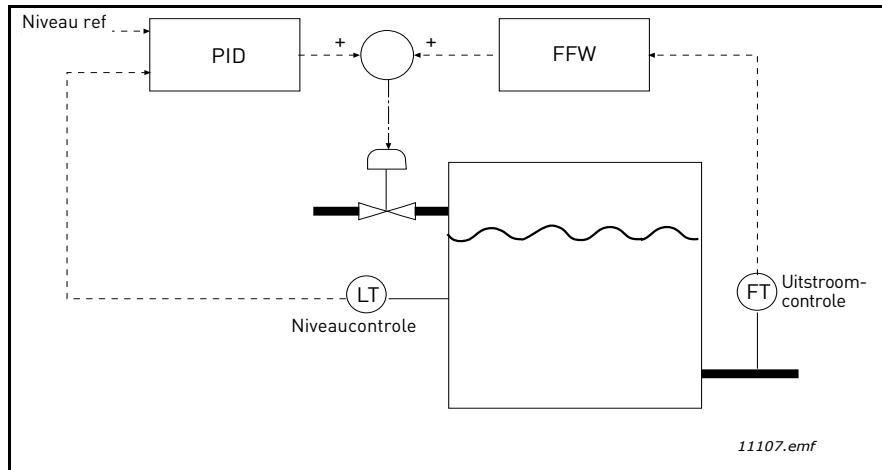 Niveau ref
PID
+
+
FFW
LT
Niveaucontrole
FT
Uitstroom-
controle
11107.emf